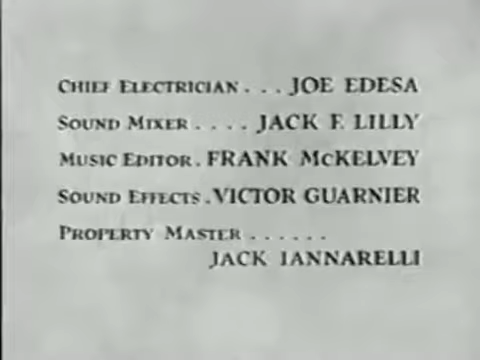 CHIEF ELECTRICIAN . . . JOE EDESA
SOUND MIXER . . . . JACK F. LILLY
MUSIC EDITOR . FRANK McKELVEY
SOUND EFFECTS . VICTOR GUARNIER
PROPERTY MASTER . . . . . .
JACK IANNARELLI